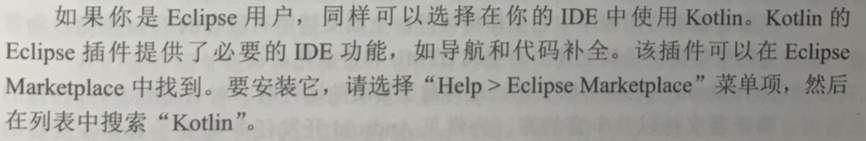 如果你是 Eclipse 用户，同样可以选择在你的 IDE 中使用 Kotlin。Kotlin 的
Eclipse 插件提供了必要的 IDE 功能，如导航和代码补全。该插件可以在 Eclipse
Marketplace 中找到。要安装它，请选择“Help > Eclipse Marketplace”菜单项，然后
在列表中搜索“Kotlin”。